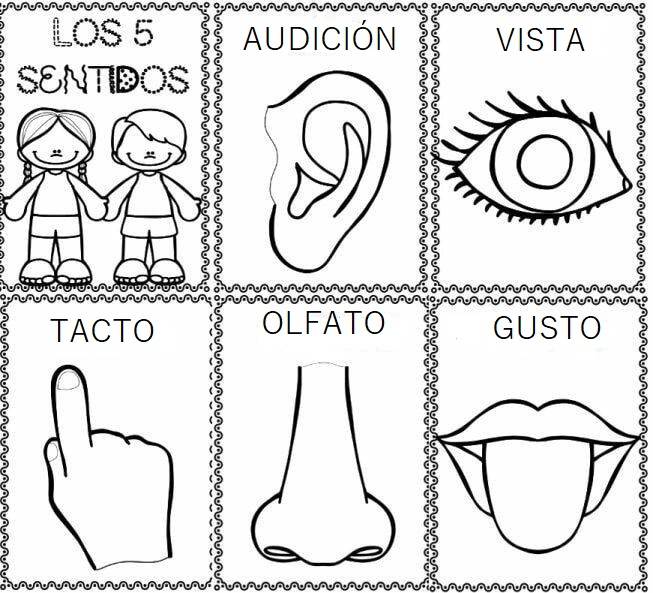 LOS 5
SENTIDOS
AUDICIÓN
VISTA
TACTO
OLFATO
GUSTO